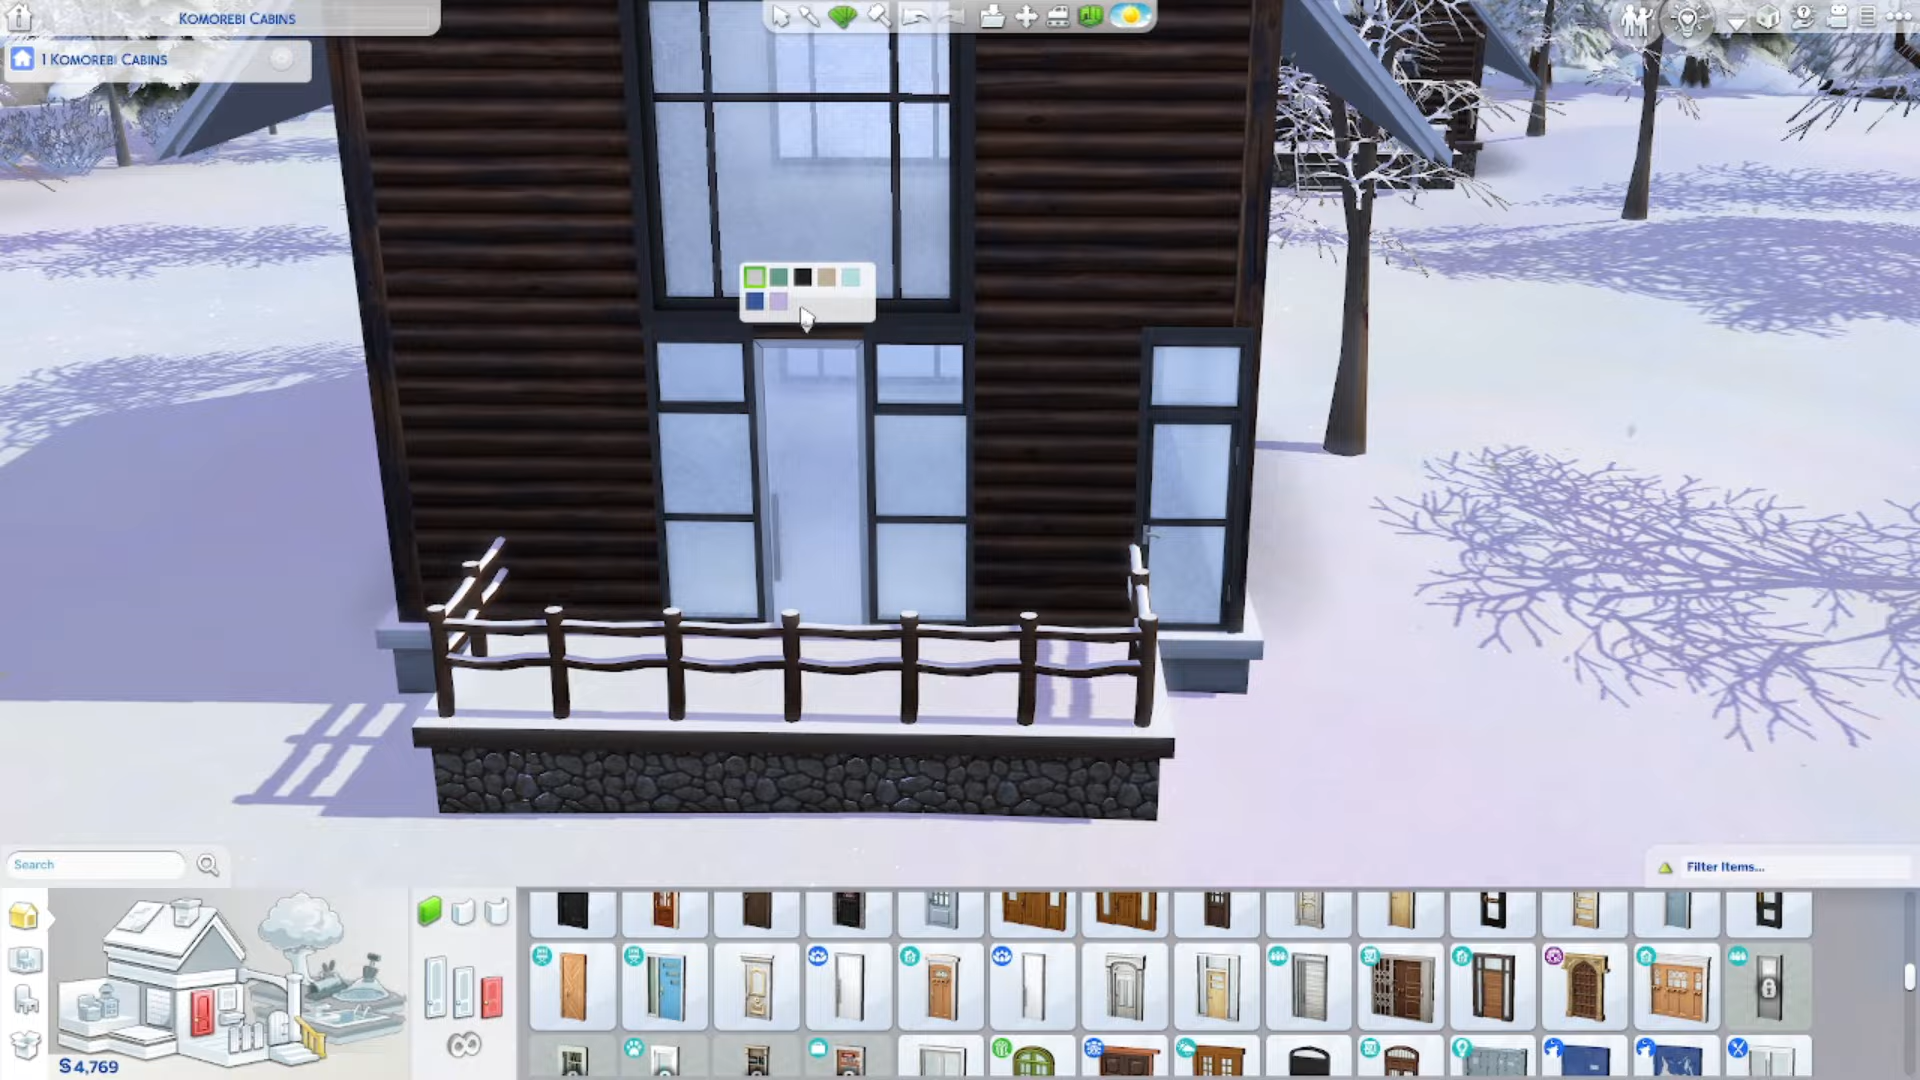 KOMOREBI CABINS
1 KOMOREBI CABINS
Search
Filter Items...
§4,769